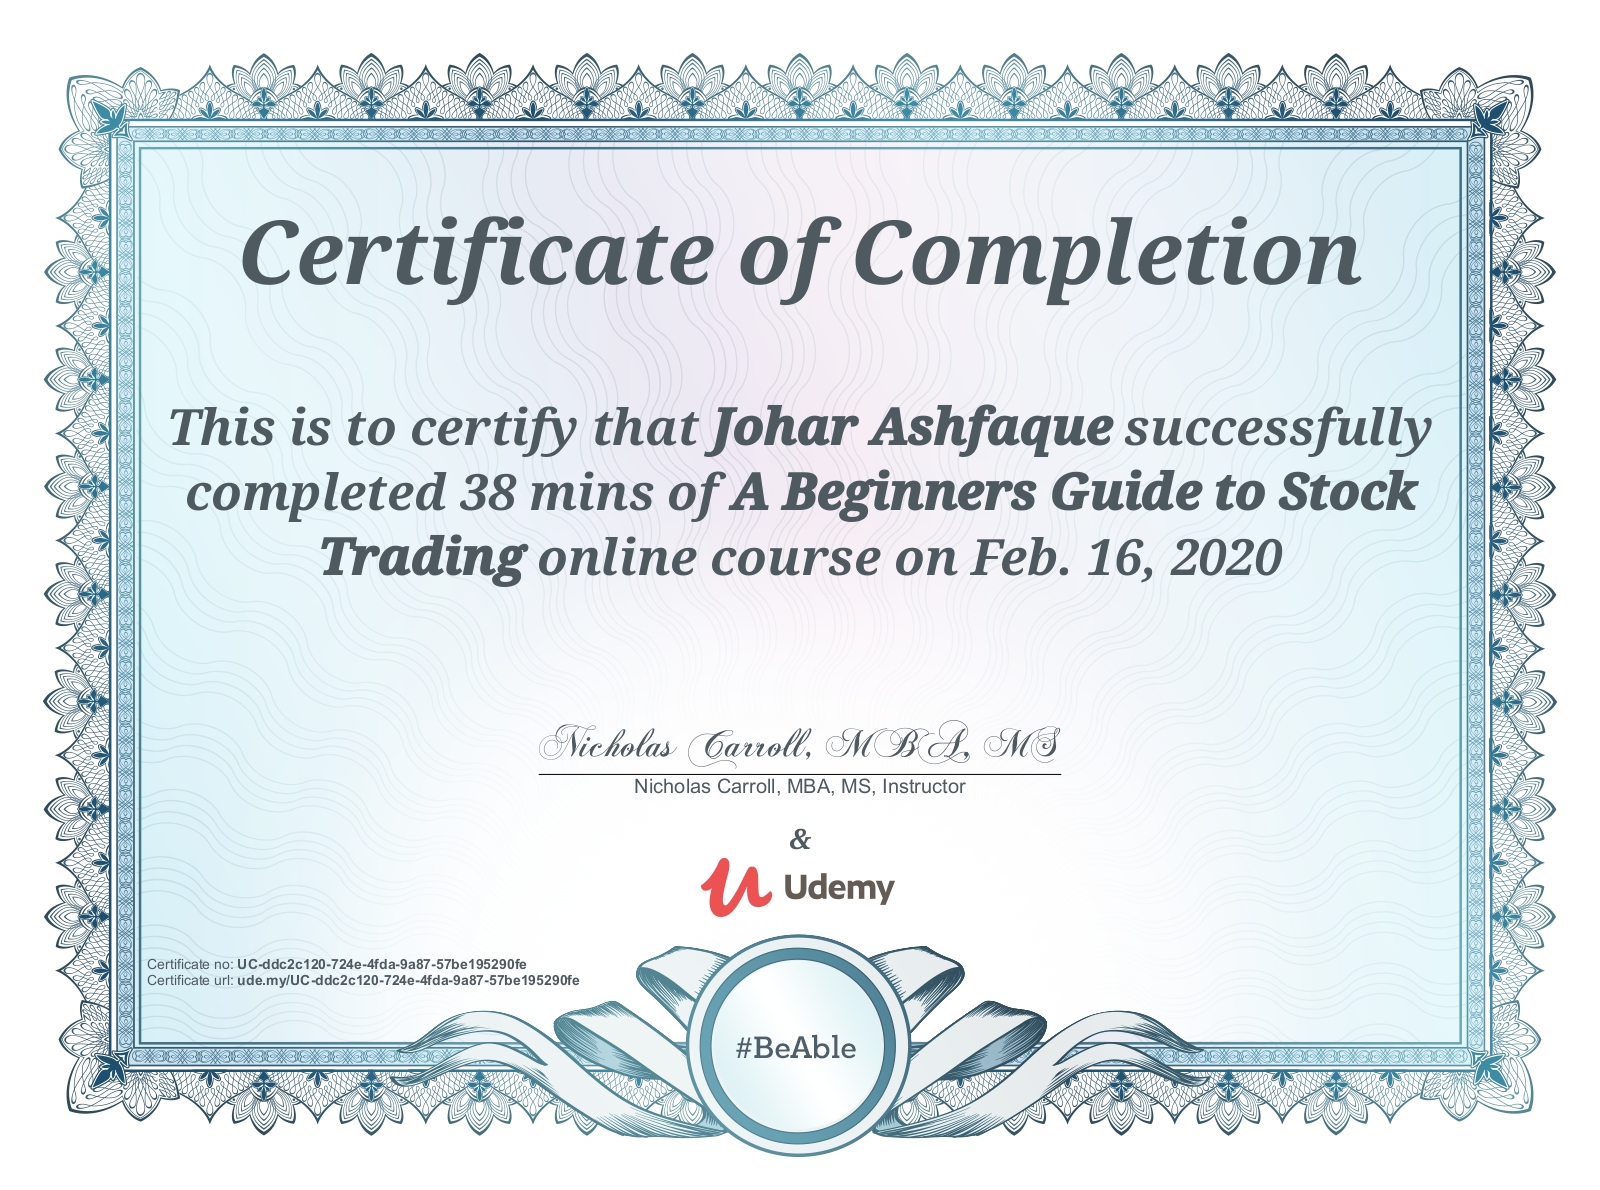 Certificate of Completion
This is to certify that Johar Ashfaque successfully
completed 38 mins of A Beginners Guide to Stock
Trading online course on Feb. 16, 2020
Nicholas Carroll, MBA, MS
Nicholas Carroll, MBA, MS, Instructor
&
Udemy
Certificate no: UC-ddc2c120-724e-4fda-9a87-57be195290fe
Certificate url: ude.my/UC-ddc2c120-724e-4fda-9a87-57be195290fe
#BeAble